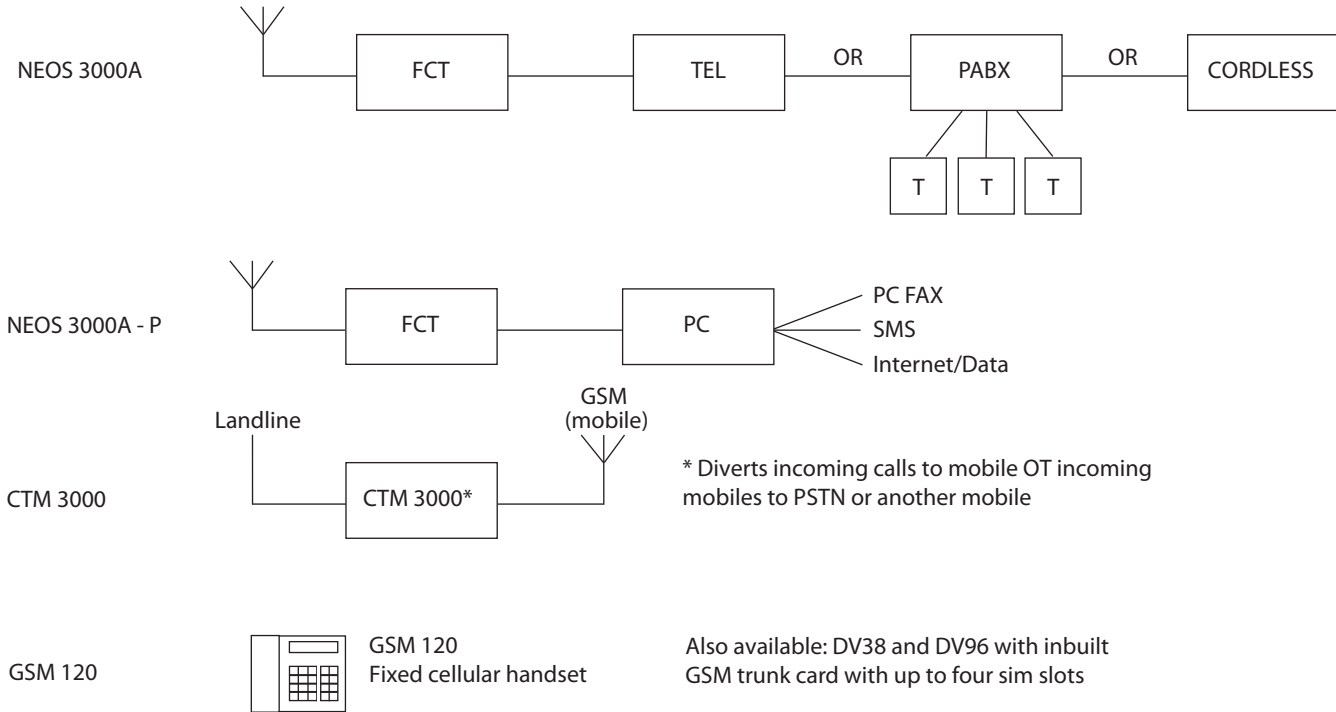 NEOS 3000A
FCT
TEL
OR
PABX
OR
CORDLESS
T
T
T
NEOS 3000A - P
FCT
PC
PC FAX
SMS
Internet/Data
Landline
GSM
(mobile)
CTM 3000
CTM 3000*
* Diverts incoming calls to mobile OT incoming
mobiles to PSTN or another mobile
GSM 120
GSM 120
Fixed cellular handset
Also available: DV38 and DV96 with inbuilt
GSM trunk card with up to four sim slots